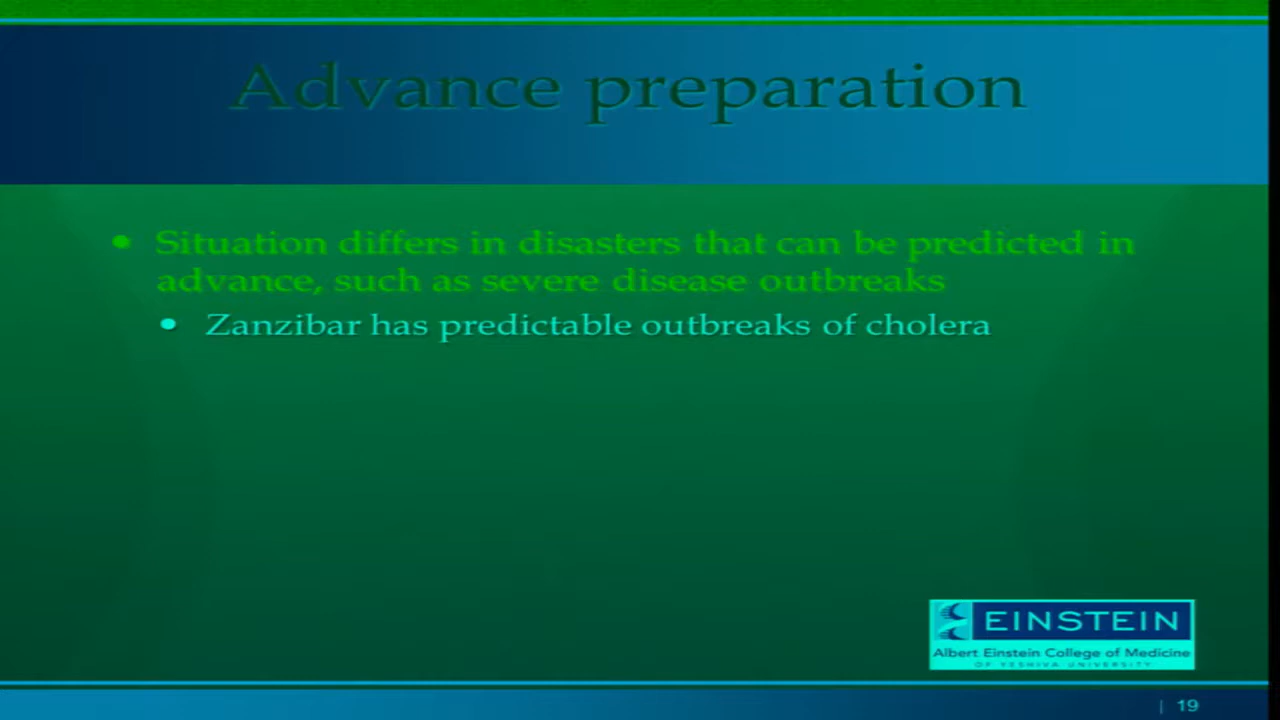 Advance preparation
• Situation differs in disasters that can be predicted in
advance, such as severe disease outbreaks
• Zanzibar has predictable outbreaks of cholera
EINSTEIN
Albert Einstein College of Medicine
OF YESHIVA UNIVERSITY
| 19